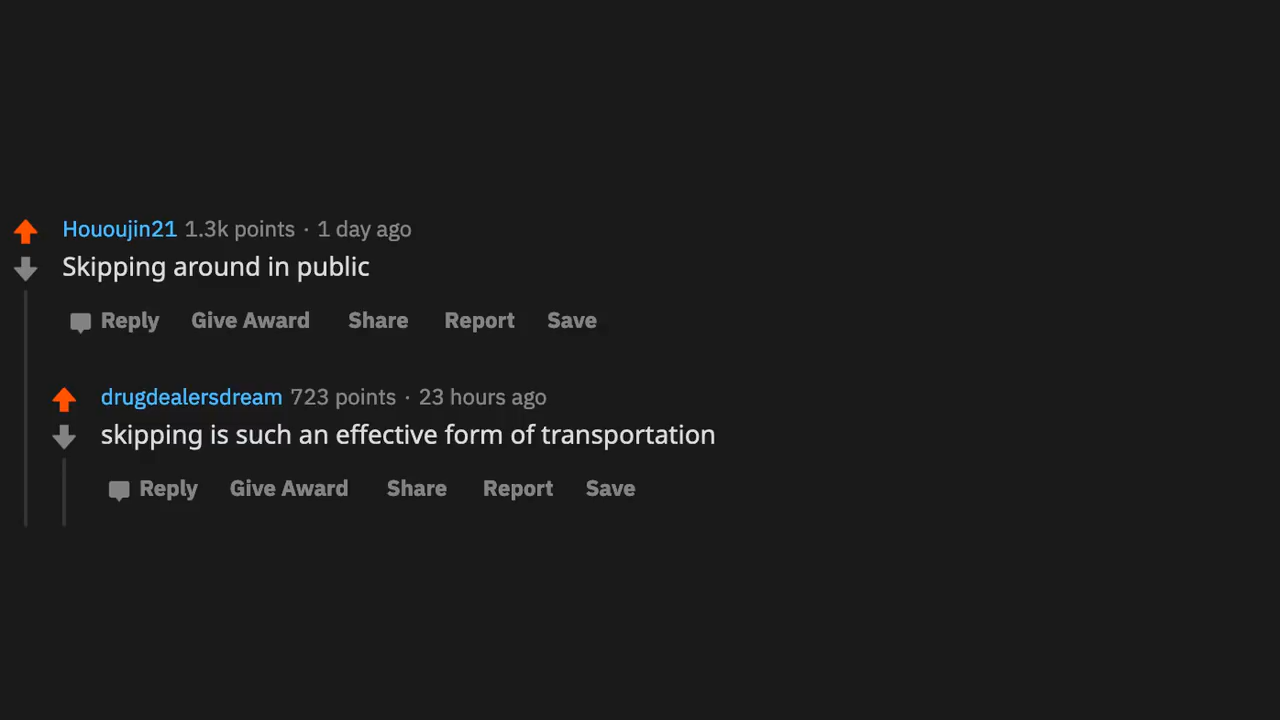 Hououjin21 1.3k points · 1 day ago
Skipping around in public
Reply Give Award Share Report Save
drugdealersdream 723 points · 23 hours ago
skipping is such an effective form of transportation
Reply Give Award Share Report Save